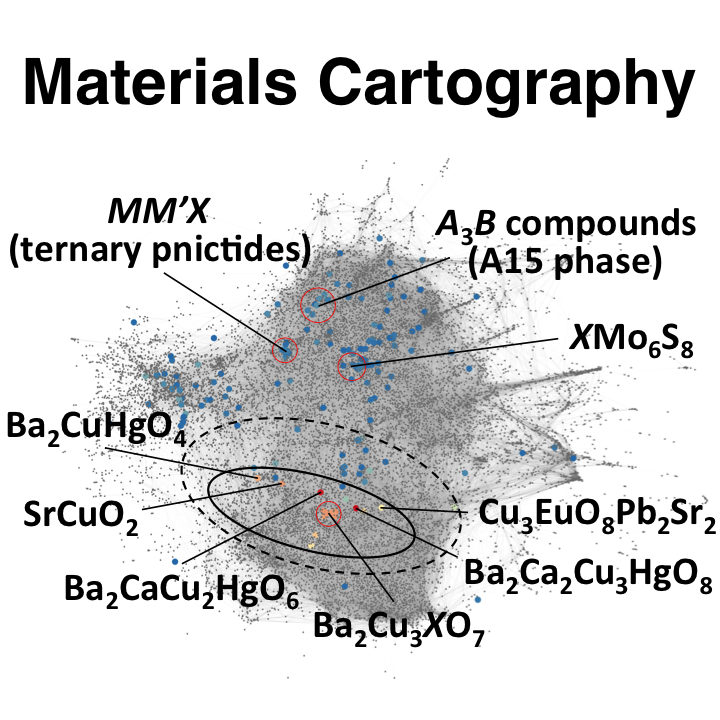 Materials Cartography
MM’X
(ternary pnictides)
A₃B compounds
(A15 phase)
XMo₆S₈
Ba₂CuHgO₄
SrCuO₂
Cu₃EuO₈Pb₂Sr₂
Ba₂CaCu₂HgO₆
Ba₂Ca₂Cu₃HgO₈
Ba₂Cu₃XO₇